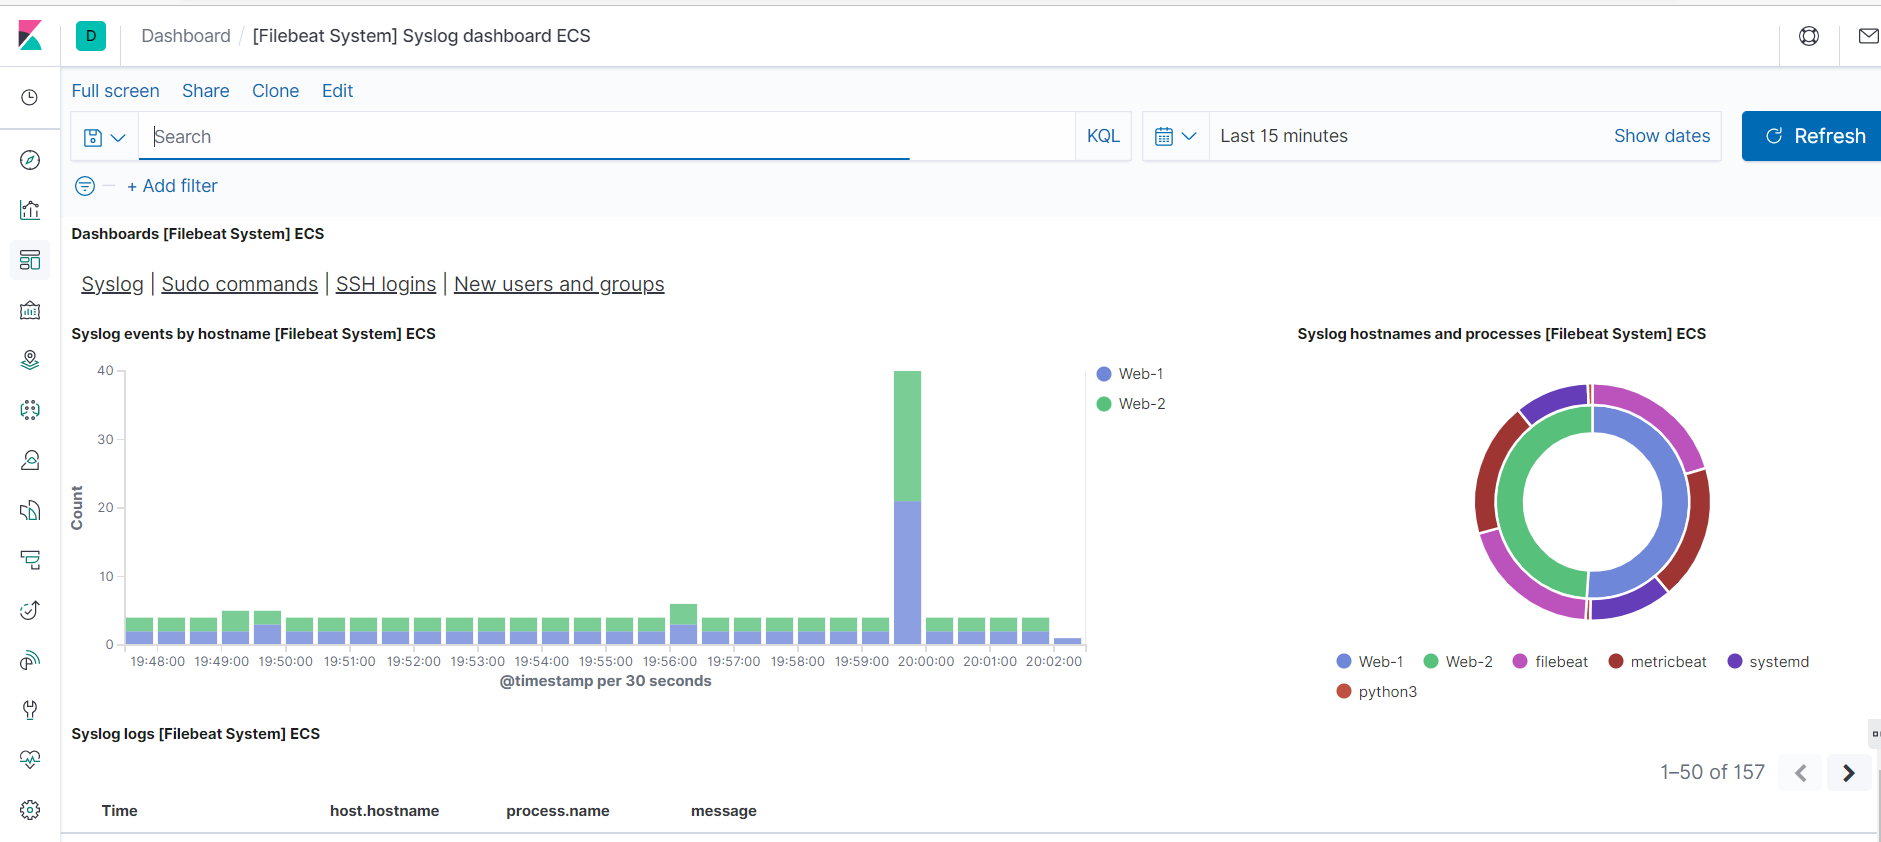 D Dashboard / [Filebeat System] Syslog dashboard ECS
Full screen Share Clone Edit
Search KQL Last 15 minutes Show dates Refresh
+ Add filter
Dashboards [Filebeat System] ECS
Syslog | Sudo commands | SSH logins | New users and groups
Syslog events by hostname [Filebeat System] ECS
40
30
20
10
0
Count
19:48:00 19:49:00 19:50:00 19:51:00 19:52:00 19:53:00 19:54:00 19:55:00 19:56:00 19:57:00 19:58:00 19:59:00 20:00:00 20:01:00 20:02:00
@timestamp per 30 seconds
Web-1
Web-2
Syslog hostnames and processes [Filebeat System] ECS
Web-1 Web-2 filebeat metricbeat systemd
python3
Syslog logs [Filebeat System] ECS
1–50 of 157
Time host.hostname process.name message